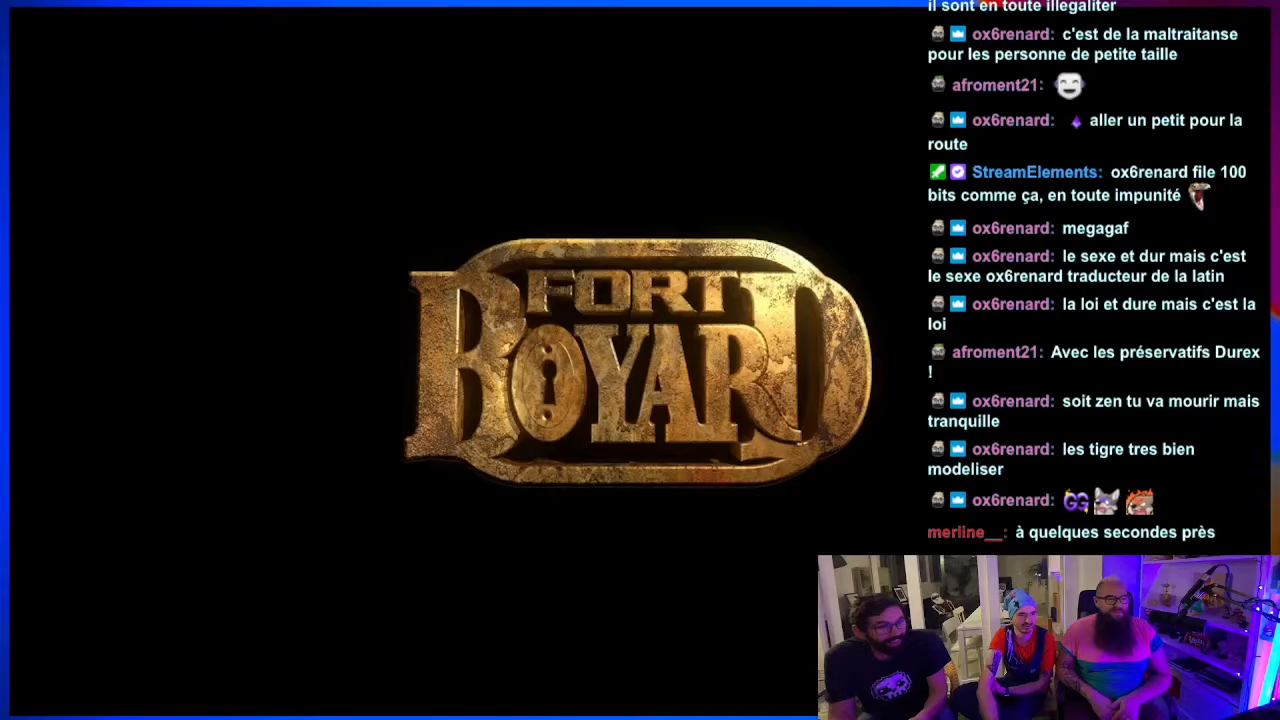 FORT
BOYARD
il sont en toute illegaliter
ox6renard: c'est de la maltraitanse
pour les personne de petite taille
afroment21:
ox6renard: aller un petit pour la
route
StreamElements: ox6renard file 100
bits comme ça, en toute impunité
ox6renard: megagaf
ox6renard: le sexe et dur mais c'est
le sexe ox6renard traducteur de la latin
ox6renard: la loi et dure mais c'est la
loi
afroment21: Avec les préservatifs Durex
!
ox6renard: soit zen tu va mourir mais
tranquille
ox6renard: les tigre tres bien
modeliser
ox6renard: GG
merline__: à quelques secondes près